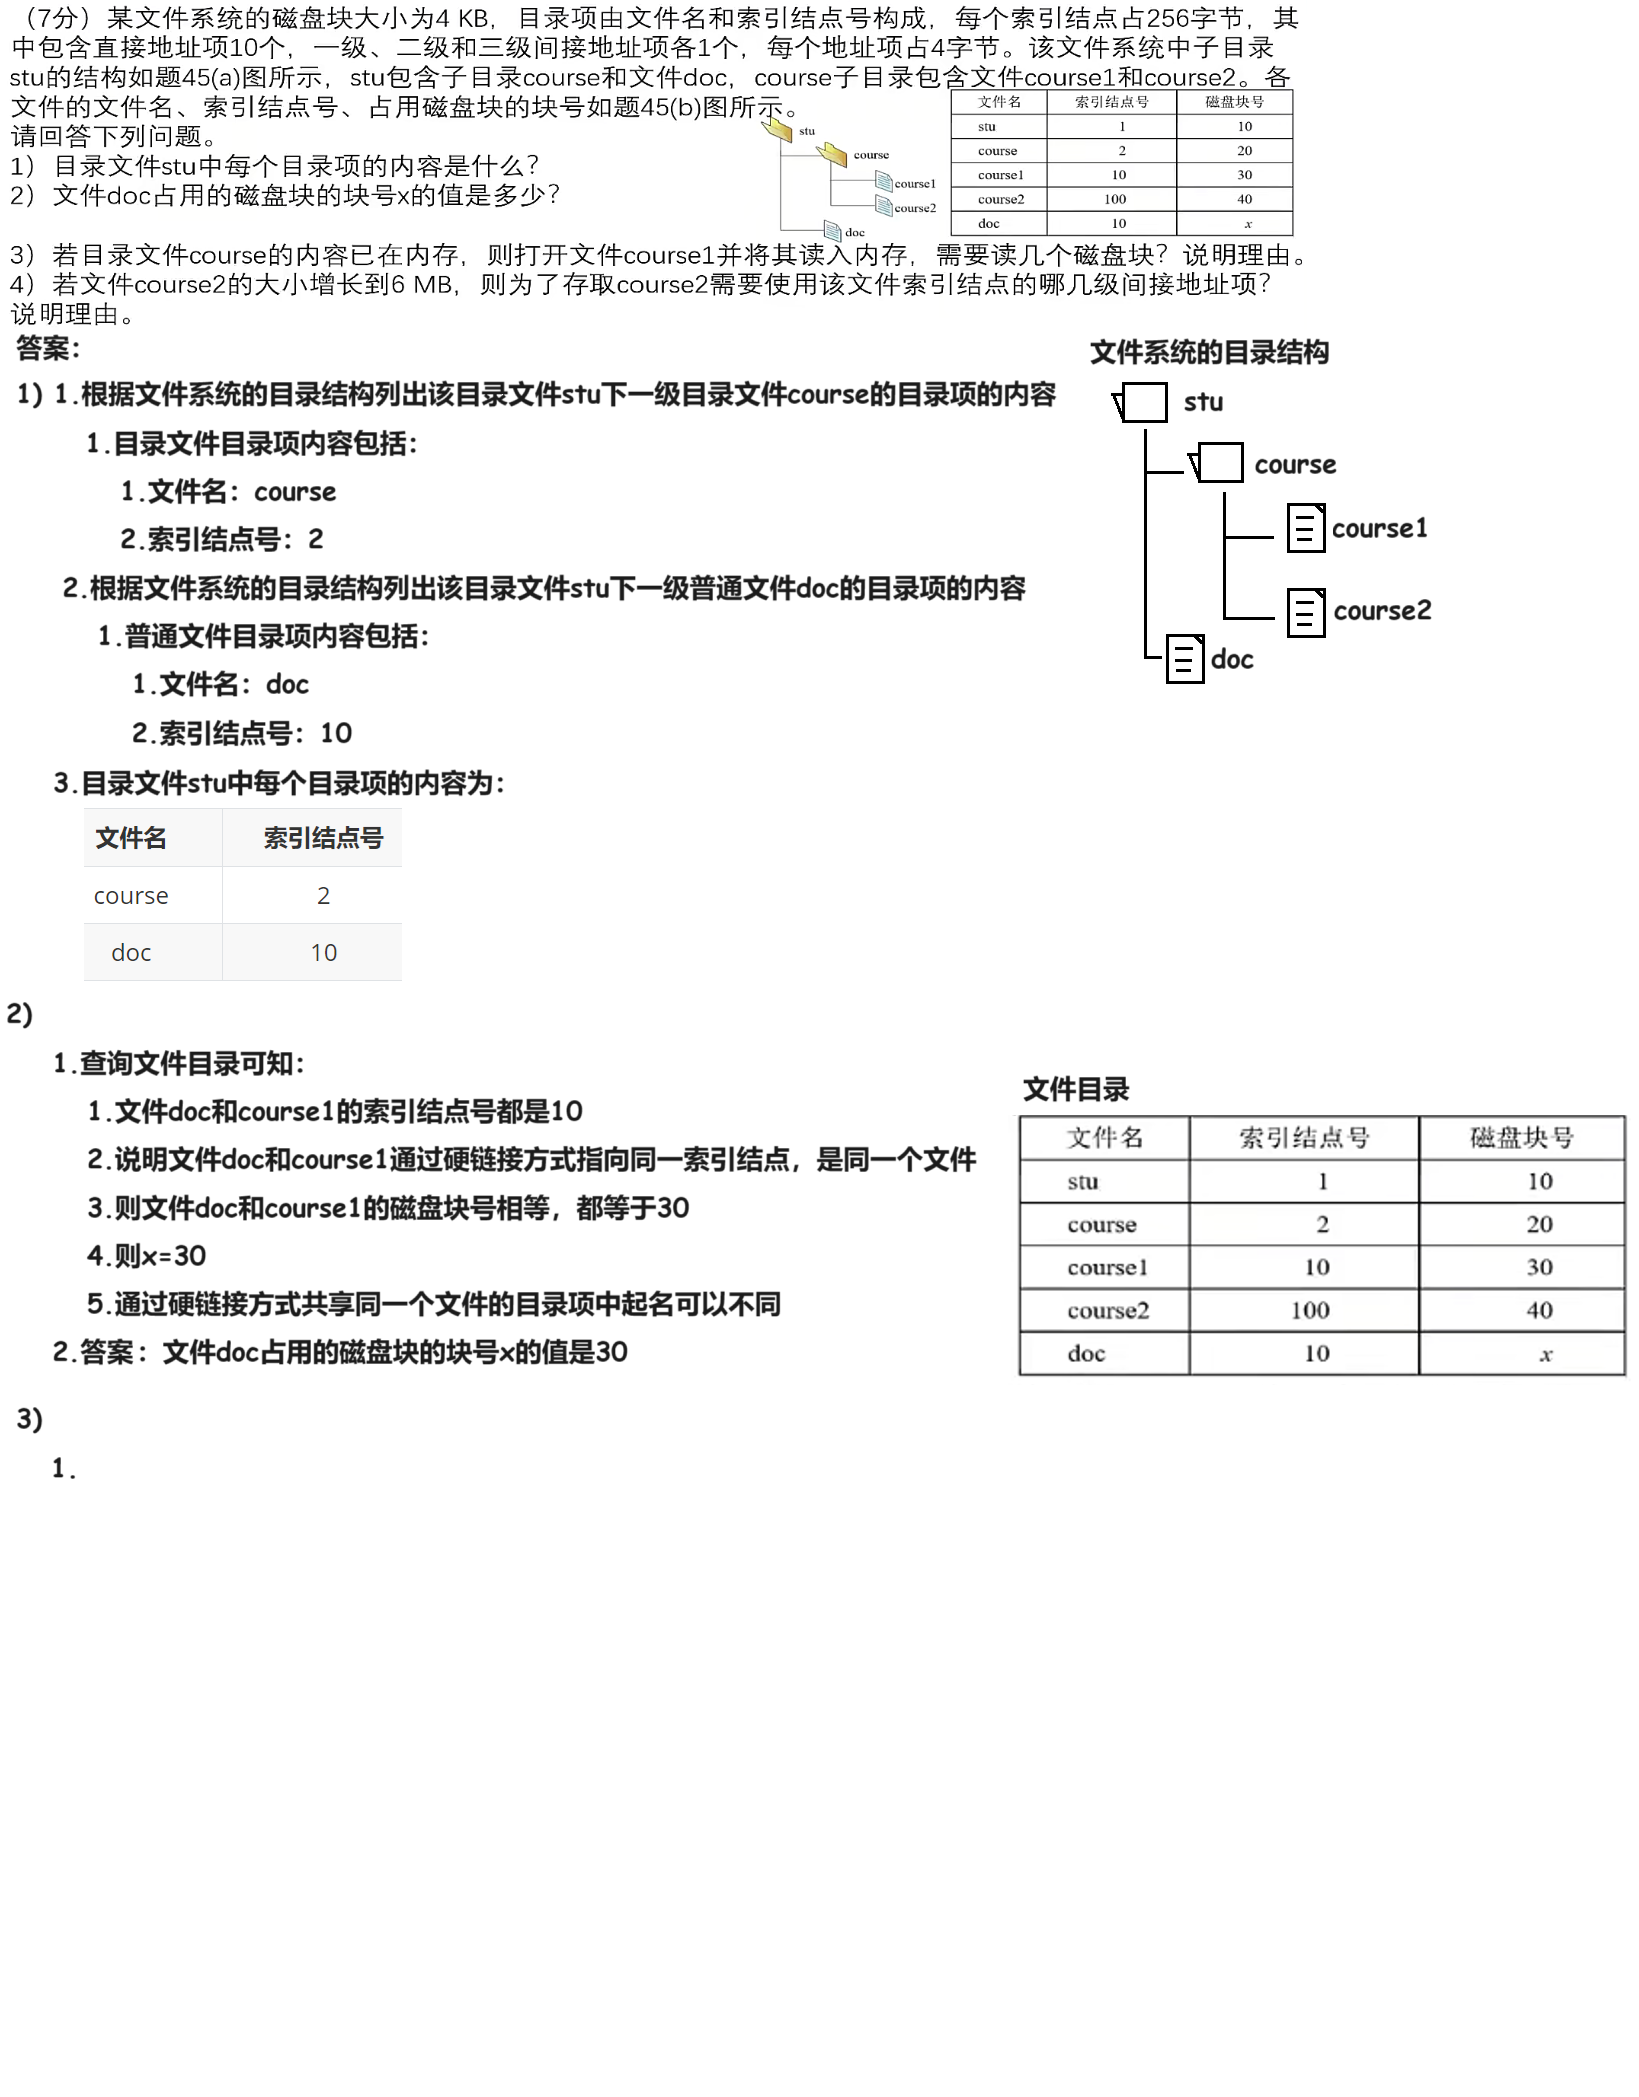 （7分）某文件系统的磁盘块大小为4 KB，目录项由文件名和索引结点号构成，每个索引结点占256字节，其
中包含直接地址项10个，一级、二级和三级间接地址项各1个，每个地址项占4字节。该文件系统中子目录
stu的结构如题45(a)图所示，stu包含子目录course和文件doc，course子目录包含文件course1和course2。各
文件的文件名、索引结点号、占用磁盘块的块号如题45(b)图所示。
请回答下列问题。
1）目录文件stu中每个目录项的内容是什么？
2）文件doc占用的磁盘块的块号x的值是多少？
stu
course
course1
course2
doc
文件名 索引结点号 磁盘块号
stu 1 10
course 2 20
course1 10 30
course2 100 40
doc 10 x
3）若目录文件course的内容已在内存，则打开文件course1并将其读入内存，需要读几个磁盘块？说明理由。
4）若文件course2的大小增长到6 MB，则为了存取course2需要使用该文件索引结点的哪几级间接地址项？
说明理由。
答案：
1) 1.根据文件系统的目录结构列出该目录文件stu下一级目录文件course的目录项的内容
1.目录文件目录项内容包括：
1.文件名：course
2.索引结点号：2
2.根据文件系统的目录结构列出该目录文件stu下一级普通文件doc的目录项的内容
1.普通文件目录项内容包括：
1.文件名：doc
2.索引结点号：10
3.目录文件stu中每个目录项的内容为：
文件名 索引结点号
course 2
doc 10
文件系统的目录结构
stu
course
course1
course2
doc
2)
1.查询文件目录可知：
1.文件doc和course1的索引结点号都是10
2.说明文件doc和course1通过硬链接方式指向同一索引结点，是同一个文件
3.则文件doc和course1的磁盘块号相等，都等于30
4.则x=30
5.通过硬链接方式共享同一个文件的目录项中起名可以不同
2.答案：文件doc占用的磁盘块的块号x的值是30
文件目录
文件名 索引结点号 磁盘块号
stu 1 10
course 2 20
course1 10 30
course2 100 40
doc 10 x
3)
1.